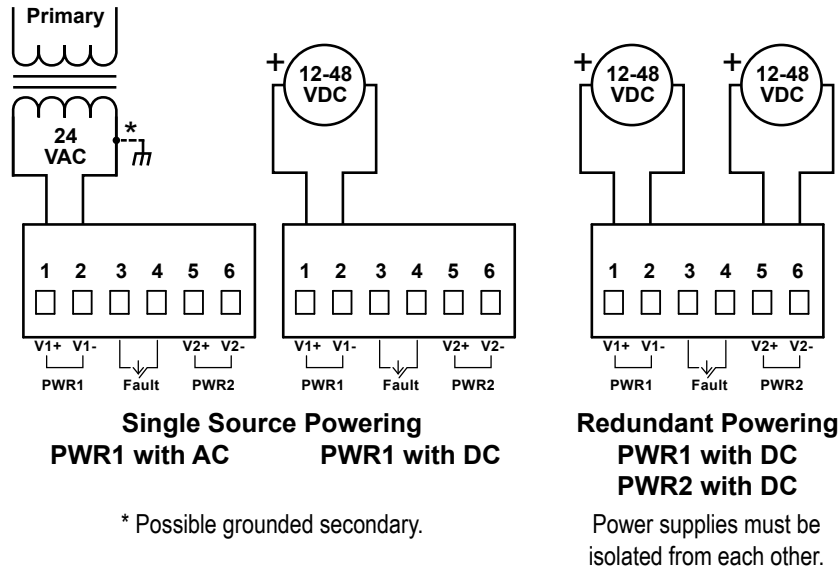 Primary
24
VAC
*
+
12-48
VDC
+
12-48
VDC
+
12-48
VDC
1 2 3 4 5 6
V1+ V1- V2+ V2-
PWR1 Fault PWR2
1 2 3 4 5 6
V1+ V1- V2+ V2-
PWR1 Fault PWR2
1 2 3 4 5 6
V1+ V1- V2+ V2-
PWR1 Fault PWR2
Single Source Powering
PWR1 with AC PWR1 with DC
* Possible grounded secondary.
Redundant Powering
PWR1 with DC
PWR2 with DC
Power supplies must be
isolated from each other.